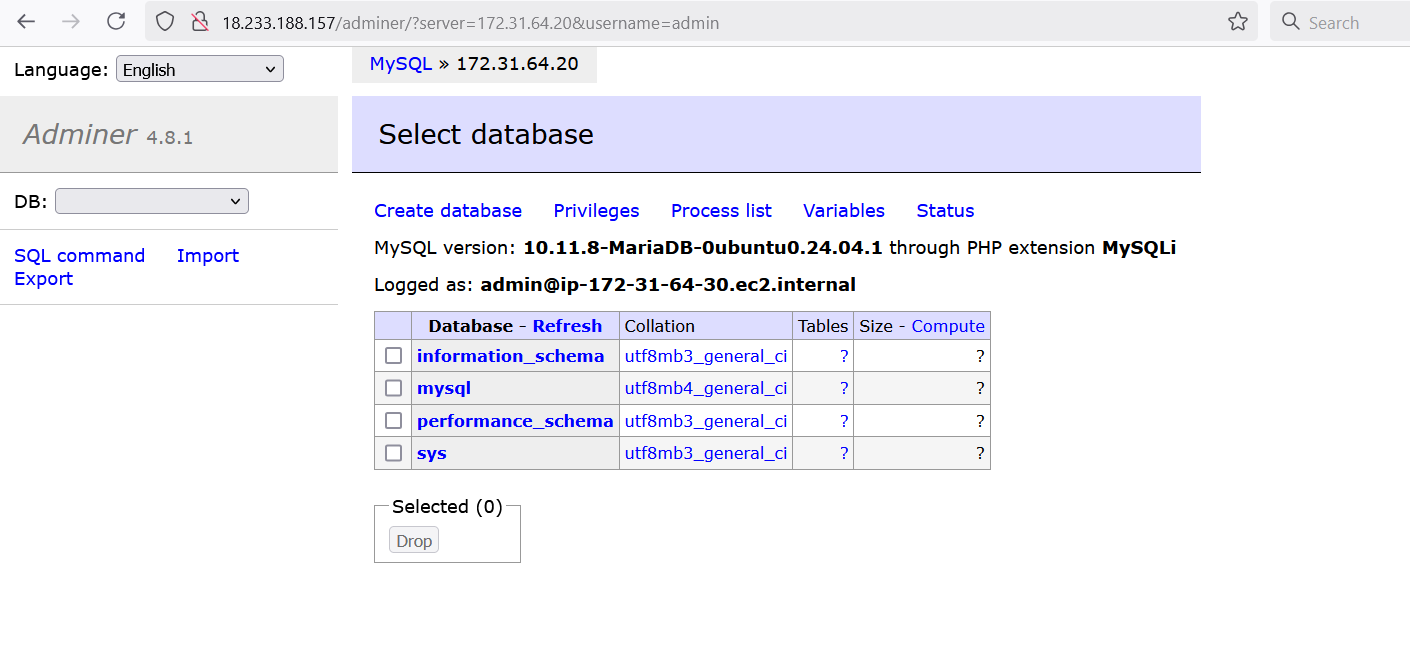 18.233.188.157/adminer/?server=172.31.64.20&username=admin
Search
Language: English
MySQL » 172.31.64.20
Adminer 4.8.1
Select database
DB:
SQL command Import
Export
Create database Privileges Process list Variables Status
MySQL version: 10.11.8-MariaDB-0ubuntu0.24.04.1 through PHP extension MySQLi
Logged as: admin@ip-172-31-64-30.ec2.internal
Database - Refresh Collation Tables Size - Compute
information_schema utf8mb3_general_ci ? ?
mysql utf8mb4_general_ci ? ?
performance_schema utf8mb3_general_ci ? ?
sys utf8mb3_general_ci ? ?
Selected (0)
Drop